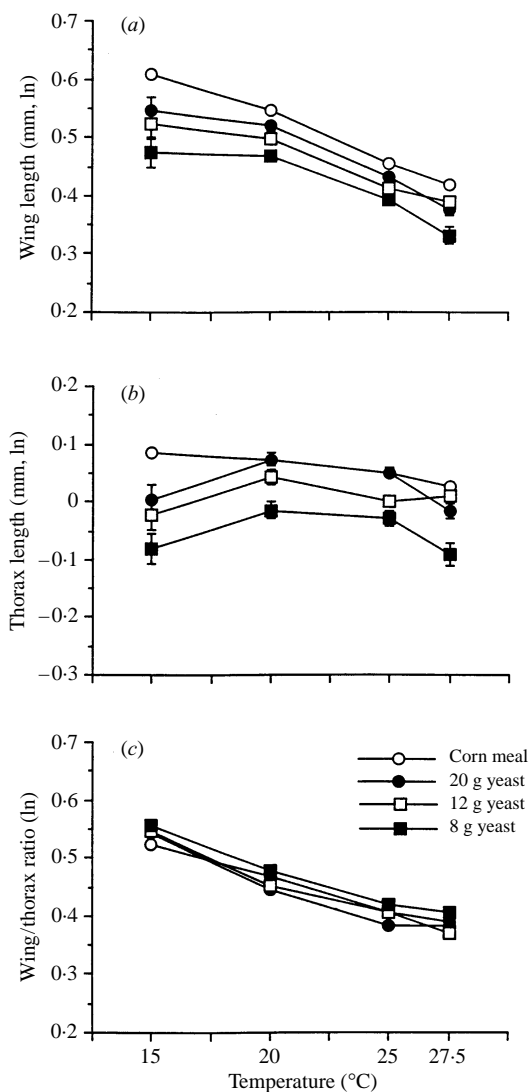 (a)
0·7
0·6
0·5
0·4
0·3
0·2
Wing length (mm, ln)
(b)
0·2
0·1
0
−0·1
−0·2
−0·3
Thorax length (mm, ln)
(c)
0·7
0·6
0·5
0·4
0·3
0·2
Wing/thorax ratio (ln)
Corn meal
20 g yeast
12 g yeast
8 g yeast
15 20 25 27·5
Temperature (°C)